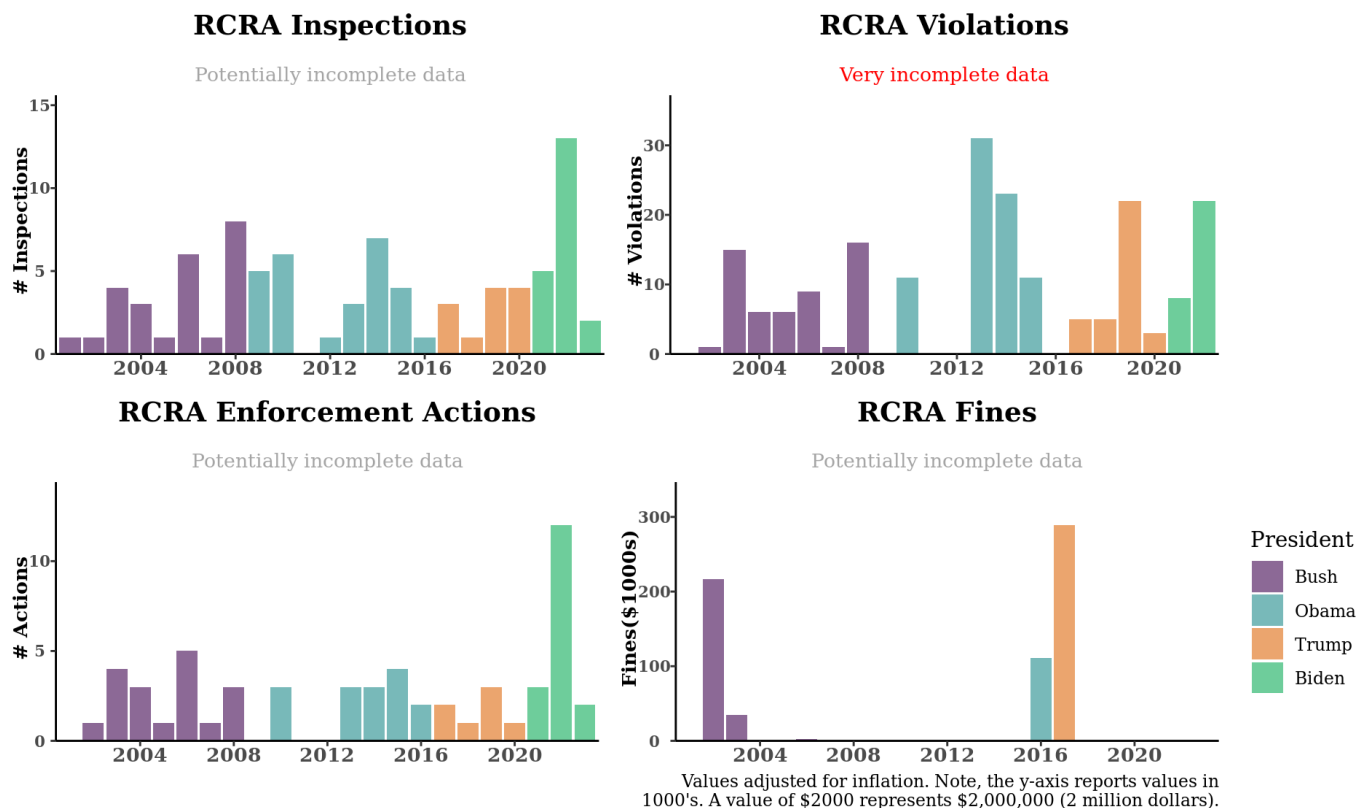 RCRA Inspections
Potentially incomplete data
# Inspections
15
10
5
0
2004 2008 2012 2016 2020
RCRA Violations
Very incomplete data
# Violations
30
20
10
0
2004 2008 2012 2016 2020
RCRA Enforcement Actions
Potentially incomplete data
# Actions
10
5
0
2004 2008 2012 2016 2020
RCRA Fines
Potentially incomplete data
Fines($1000s)
300
200
100
0
2004 2008 2012 2016 2020
Values adjusted for inflation. Note, the y-axis reports values in
1000's. A value of $2000 represents $2,000,000 (2 million dollars).
President
Bush
Obama
Trump
Biden